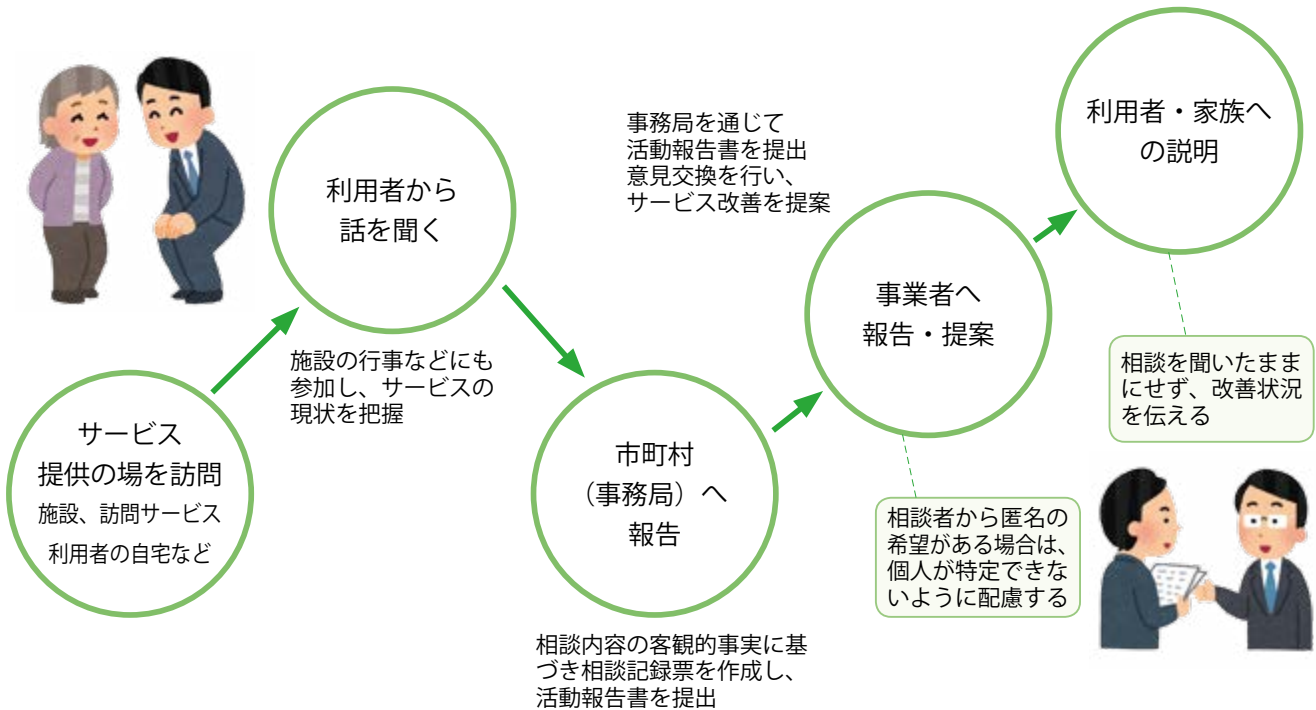 サービス
提供の場を訪問
施設、訪問サービス
利用者の自宅など
利用者から
話を聞く
施設の行事などにも
参加し、サービスの
現状を把握
市町村
（事務局）へ
報告
相談内容の客観的事実に基
づき相談記録票を作成し、
活動報告書を提出
事務局を通じて
活動報告書を提出
意見交換を行い、
サービス改善を提案
事業者へ
報告・提案
相談者から匿名の
希望がある場合は、
個人が特定できな
いように配慮する
利用者・家族へ
の説明
相談を聞いたまま
にせず、改善状況
を伝える